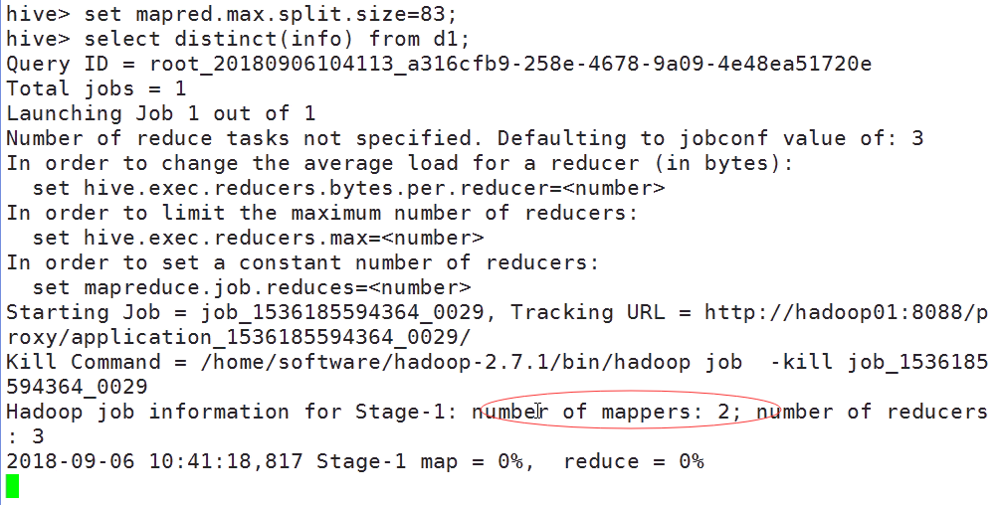 hive> set mapred.max.split.size=83;
hive> select distinct(info) from d1;
Query ID = root_20180906104113_a316cfb9-258e-4678-9a09-4e48ea51720e
Total jobs = 1
Launching Job 1 out of 1
Number of reduce tasks not specified. Defaulting to jobconf value of: 3
In order to change the average load for a reducer (in bytes):
  set hive.exec.reducers.bytes.per.reducer=<number>
In order to limit the maximum number of reducers:
  set hive.exec.reducers.max=<number>
In order to set a constant number of reducers:
  set mapreduce.job.reduces=<number>
Starting Job = job_1536185594364_0029, Tracking URL = http://hadoop01:8088/p
roxy/application_1536185594364_0029/
Kill Command = /home/software/hadoop-2.7.1/bin/hadoop job  -kill job_1536185
594364_0029
Hadoop job information for Stage-1: number of mappers: 2; number of reducers
: 3
2018-09-06 10:41:18,817 Stage-1 map = 0%,  reduce = 0%